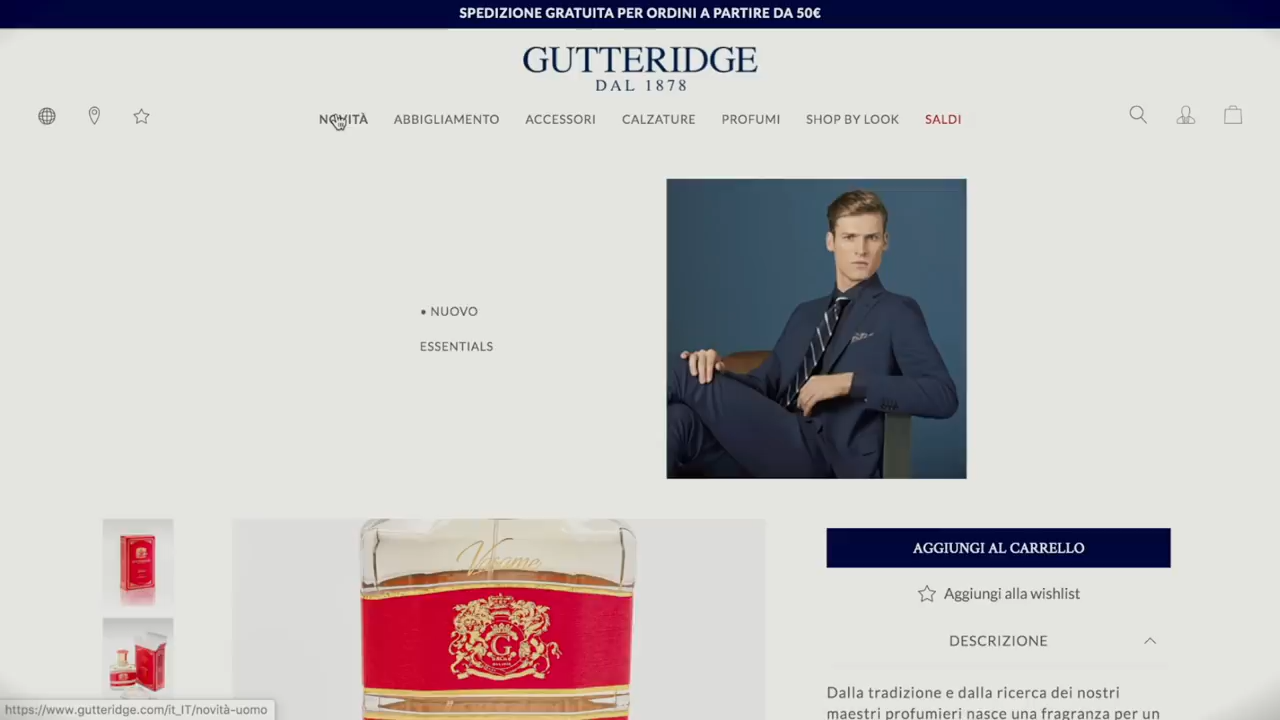 SPEDIZIONE GRATUITA PER ORDINI A PARTIRE DA 50€
GUTTERIDGE
DAL 1878
NOVITÀ ABBIGLIAMENTO ACCESSORI CALZATURE PROFUMI SHOP BY LOOK SALDI
• NUOVO
ESSENTIALS
Vesame
G
AGGIUNGI AL CARRELLO
Aggiungi alla wishlist
DESCRIZIONE
Dalla tradizione e dalla ricerca dei nostri
maestri profumieri nasce una fragranza per un
https://www.gutteridge.com/it_IT/novità-uomo